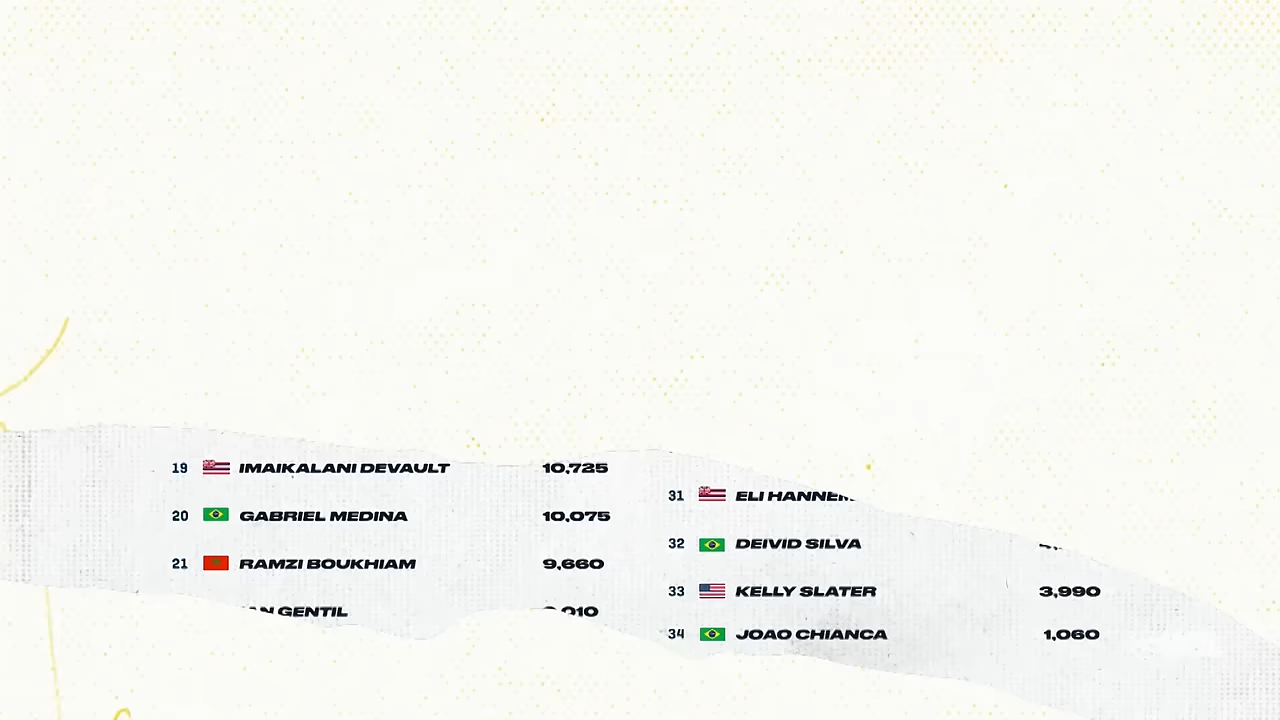 19 IMAIKALANI DEVAULT 10,725
20 GABRIEL MEDINA 10,075
21 RAMZI BOUKHIAM 9,660
GENTIL
31 ELI
32 DEIVID SILVA
33 KELLY SLATER 3,990
34 JOAO CHIANCA 1,060